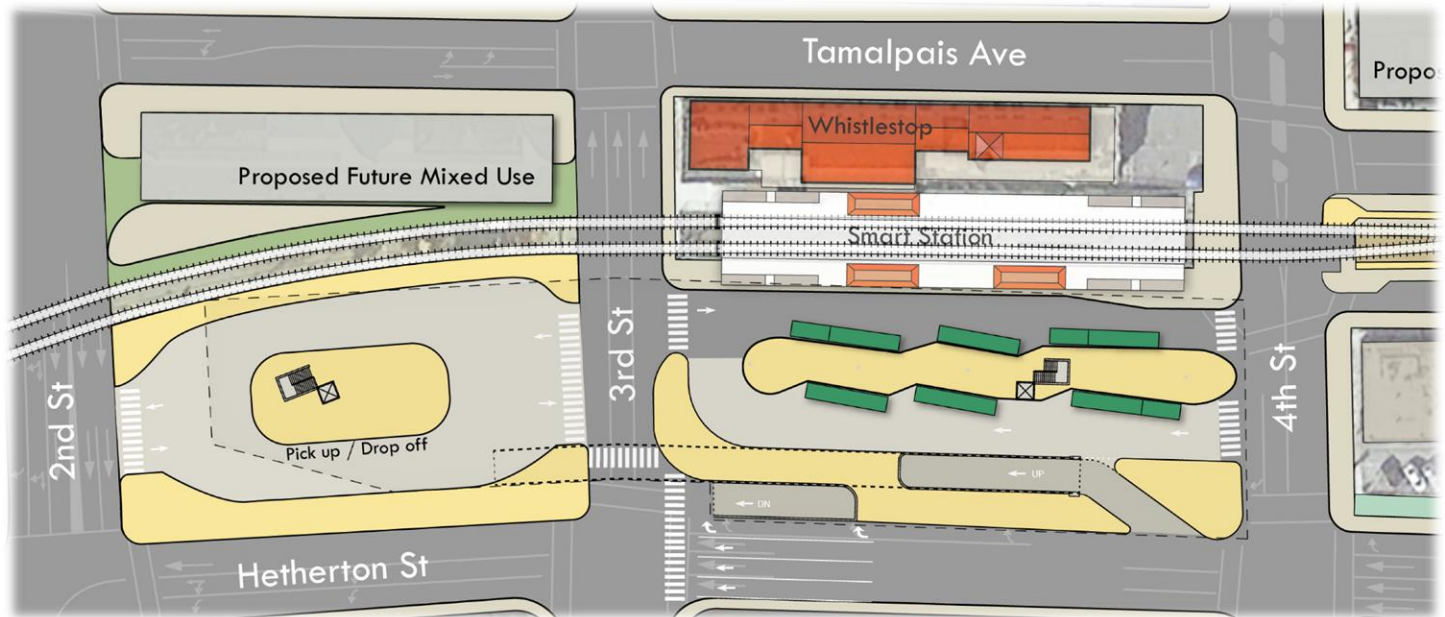 Tamalpais Ave
Propos
Whistlestop
Proposed Future Mixed Use
Smart Station
2nd St
3rd St
4th St
Pick up / Drop off
UP
DN
Hetherton St